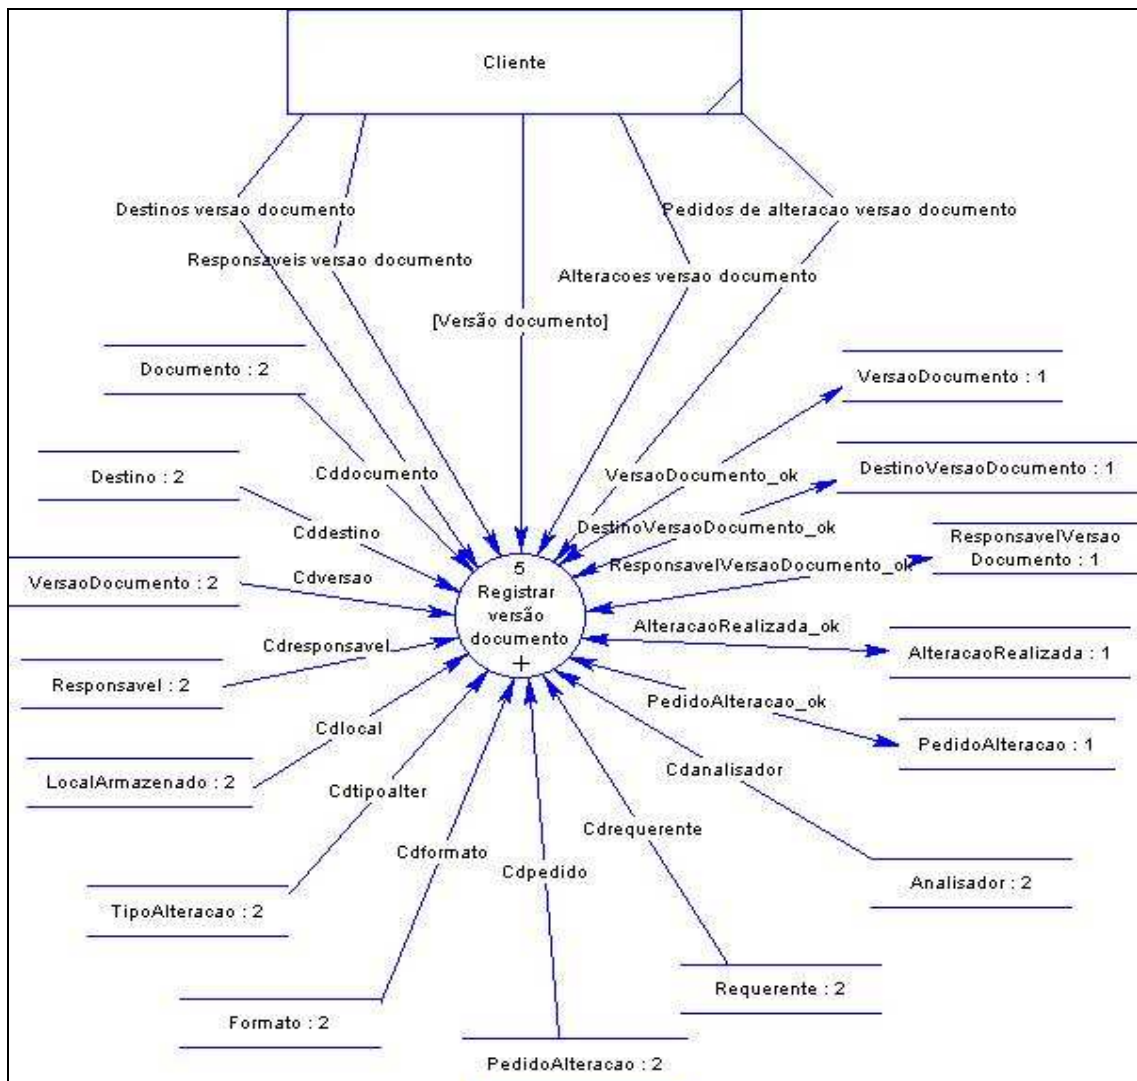 Cliente
Destinos versao documento
Pedidos de alteracao versao documento
Responsaveis versao documento
Alteracoes versao documento
[Versão documento]
Documento : 2
VersaoDocumento : 1
Destino : 2
Cddocumento
VersaoDocumento_ok
DestinoVersaoDocumento : 1
Cddestino
DestinoVersaoDocumento_ok
ResponsavelVersao
Documento : 1
VersaoDocumento : 2
Cdversao
5
Registrar
versão
documento
+
ResponsavelVersaoDocumento_ok
Cdresponsavel
AlteracaoRealizada_ok
AlteracaoRealizada : 1
Responsavel : 2
PedidoAlteracao_ok
PedidoAlteracao : 1
Cdlocal
LocalArmazenado : 2
Cdanalisador
Cdtipoalter
Cdrequerente
Cdformato
Cdpedido
TipoAlteracao : 2
Analisador : 2
Requerente : 2
Formato : 2
PedidoAlteracao : 2